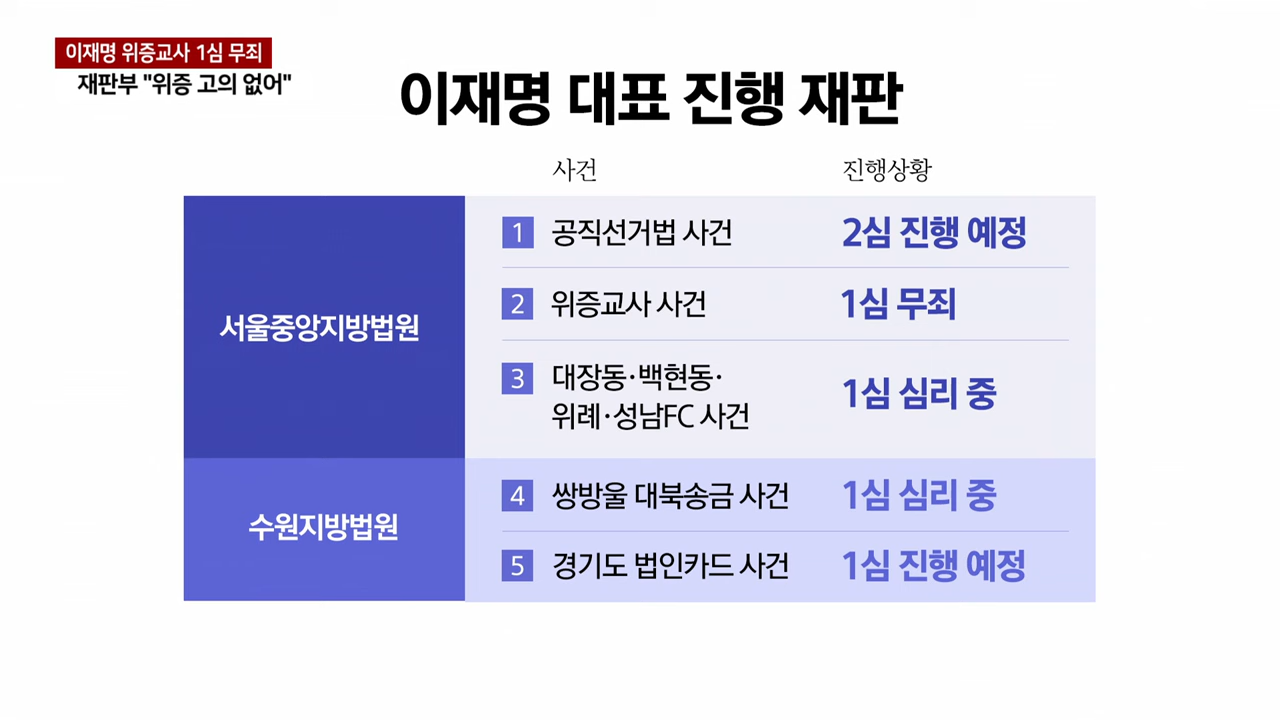 이재명 위증교사 1심 무죄
재판부 "위증 고의 없어"
이재명 대표 진행 재판
사건 진행상황
서울중앙지방법원
1 공직선거법 사건 2심 진행 예정
2 위증교사 사건 1심 무죄
3 대장동·백현동·
위례·성남FC 사건 1심 심리 중
수원지방법원
4 쌍방울 대북송금 사건 1심 심리 중
5 경기도 법인카드 사건 1심 진행 예정